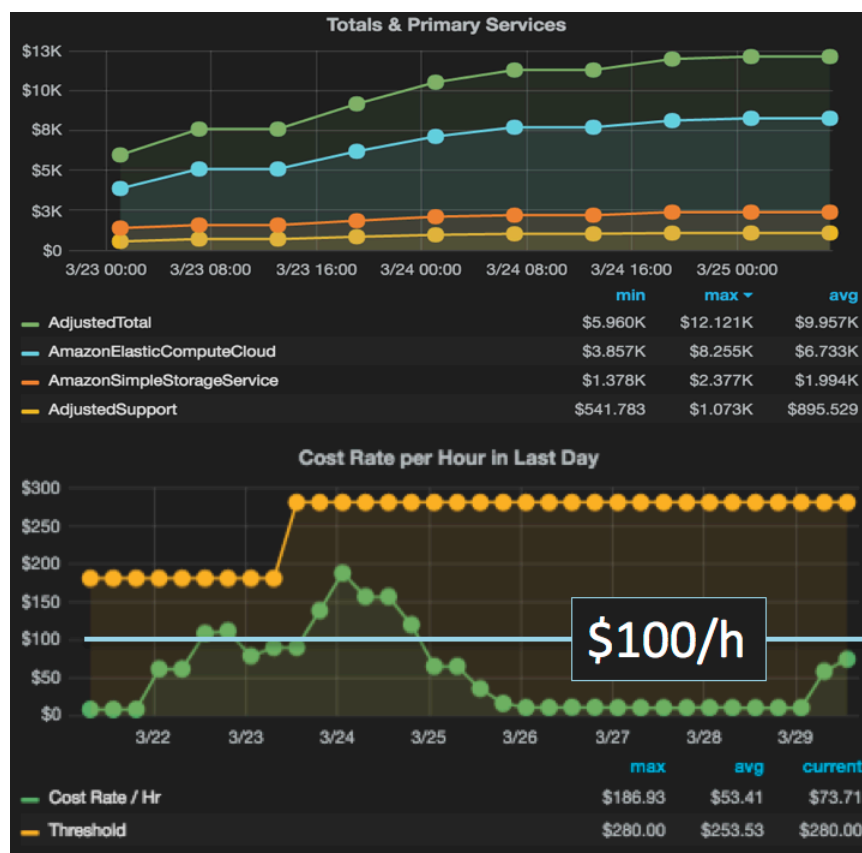 Totals & Primary Services
$13K
$10K
$8K
$5K
$3K
$0
3/23 00:00 3/23 08:00 3/23 16:00 3/24 00:00 3/24 08:00 3/24 16:00 3/25 00:00
min max avg
AdjustedTotal $5.960K $12.121K $9.957K
AmazonElasticComputeCloud $3.857K $8.255K $6.733K
AmazonSimpleStorageService $1.378K $2.377K $1.994K
AdjustedSupport $541.783 $1.073K $895.529
Cost Rate per Hour in Last Day
$300
$250
$200
$150
$100
$50
$0
$100/h
3/22 3/23 3/24 3/25 3/26 3/27 3/28 3/29
max avg current
Cost Rate / Hr $186.93 $53.41 $73.71
Threshold $280.00 $253.53 $280.00